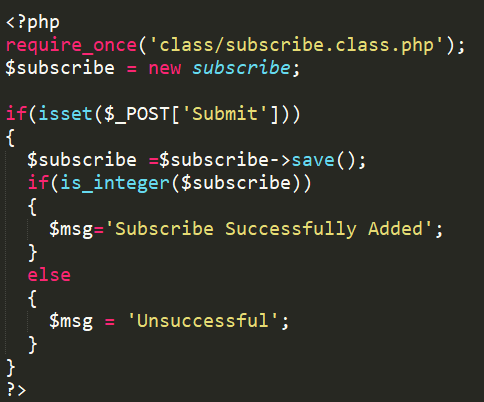 <?php
require_once('class/subscribe.class.php');
$subscribe = new subscribe;
if(isset($_POST['Submit']))
{
$subscribe =$subscribe->save();
if(is_integer($subscribe))
{
$msg='Subscribe Successfully Added';
}
else
{
$msg = 'Unsuccessful';
}
}
?>